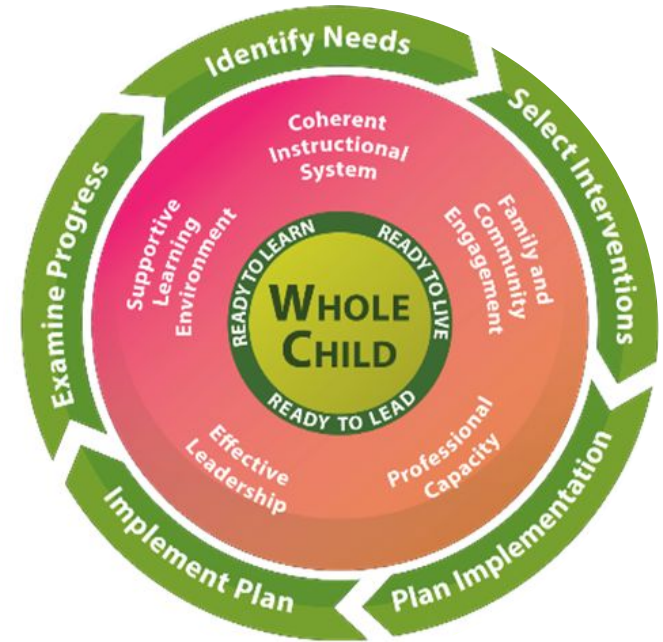 Identify Needs
Select Interventions
Plan Implementation
Implement Plan
Examine Progress
Coherent
Instructional
System
Family and
Community
Engagement
Professional
Capacity
Effective
Leadership
Supportive
Learning
Environment
READY TO LEARN
READY TO LIVE
READY TO LEAD
WHOLE
CHILD